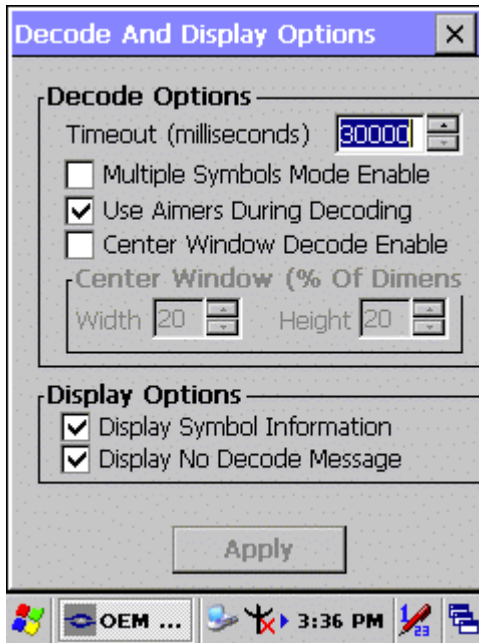 Decode And Display Options
Decode Options
Timeout (milliseconds) 30000
Multiple Symbols Mode Enable
Use Aimers During Decoding
Center Window Decode Enable
Center Window (% Of Dimens
Width 20 Height 20
Display Options
Display Symbol Information
Display No Decode Message
Apply
OEM ... 3:36 PM 1/23